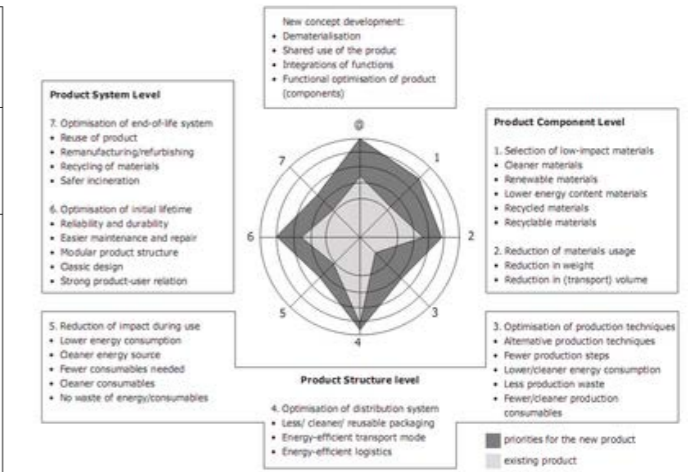 New concept development:
• Dematerialisation
• Shared use of the produc
• Integrations of functions
• Functional optimisation of product
(components)
Product System Level
7. Optimisation of end-of-life system
• Reuse of product
• Remanufacturing/refurbishing
• Recycling of materials
• Safer incineration
6. Optimisation of initial lifetime
• Reliability and durability
• Easier maintenance and repair
• Modular product structure
• Classic design
• Strong product-user relation
5. Reduction of impact during use
• Lower energy consumption
• Cleaner energy source
• Fewer consumables needed
• Cleaner consumables
• No waste of energy/consumables
@
7
1
6
2
5
3
4
Product Component Level
1. Selection of low-impact materials
• Cleaner materials
• Renewable materials
• Lower energy content materials
• Recycled materials
• Recyclable materials
2. Reduction of materials usage
• Reduction in weight
• Reduction in (transport) volume
3. Optimisation of production techniques
• Alternative production techniques
• Fewer production steps
• Lower/cleaner energy consumption
• Less production waste
• Fewer/cleaner production
consumables
Product Structure level
4. Optimisation of distribution system
• Less/ cleaner/ reusable packaging
• Energy-efficient transport mode
• Energy-efficient logistics
priorities for the new product
existing product